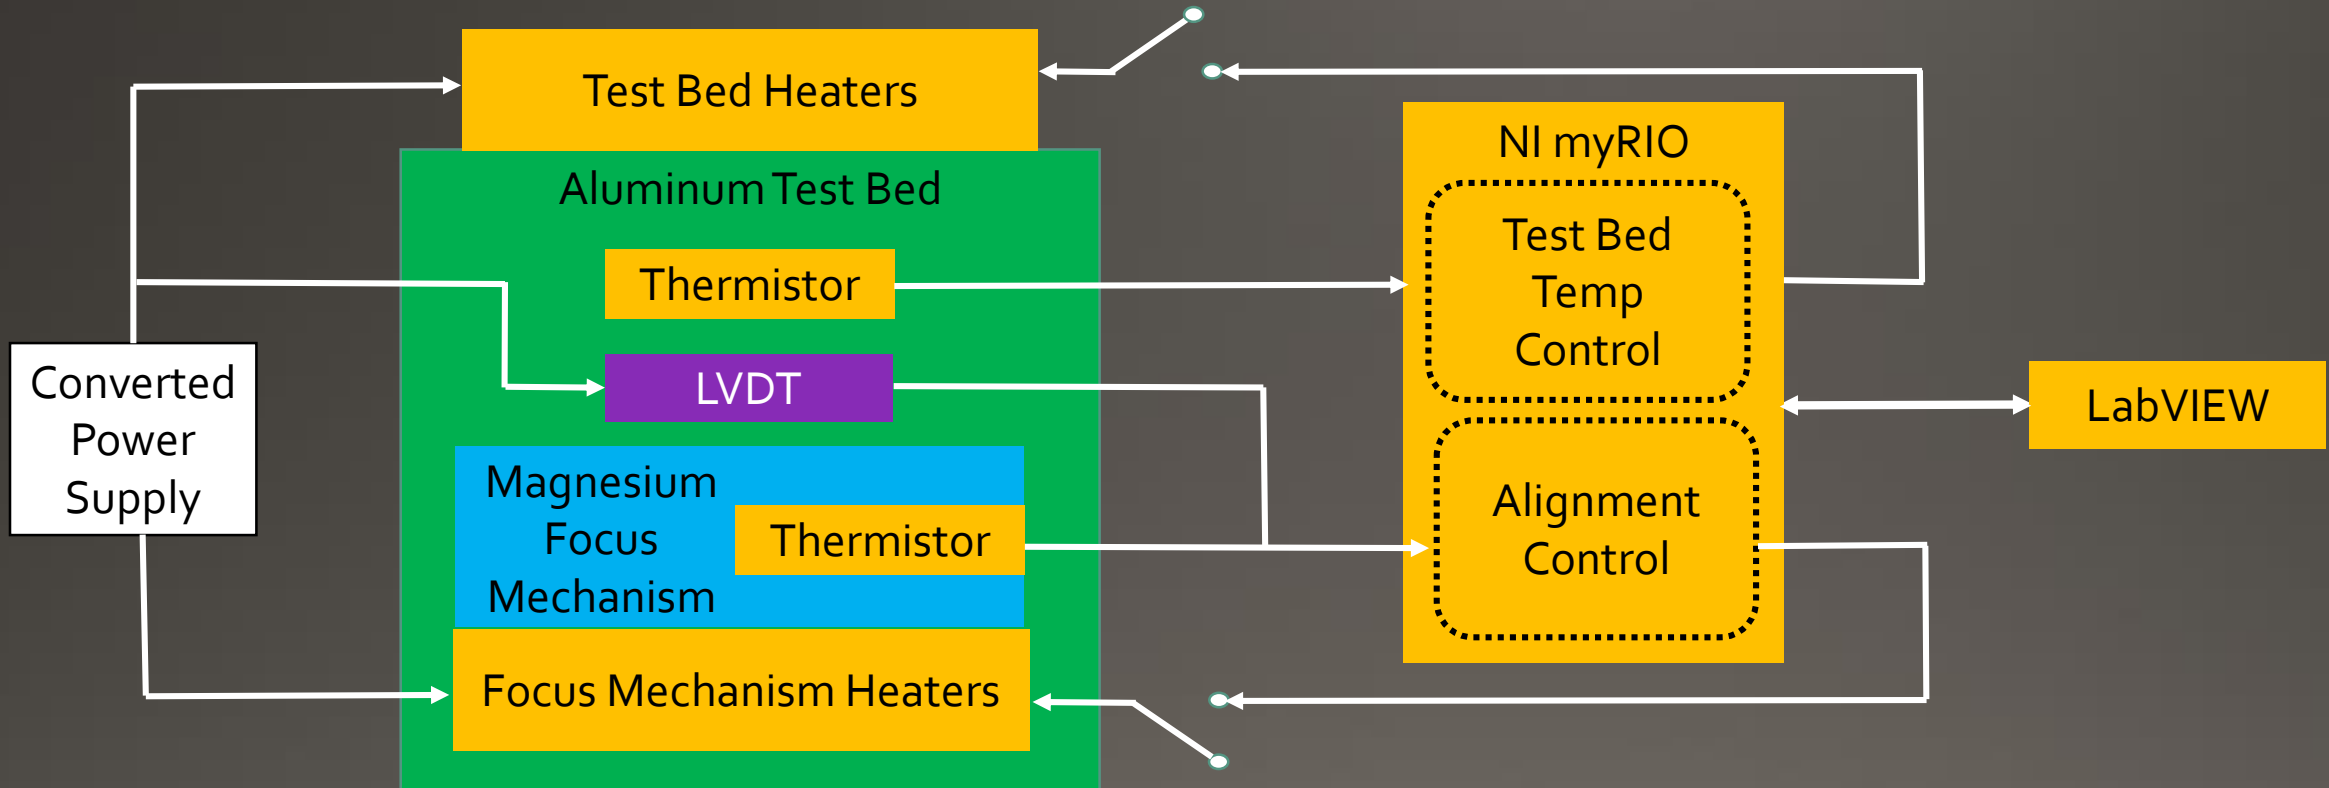 Test Bed Heaters
Aluminum Test Bed
Thermistor
LVDT
Magnesium
Focus
Mechanism
Thermistor
Focus Mechanism Heaters
Converted
Power
Supply
NI myRIO
Test Bed
Temp
Control
Alignment
Control
LabVIEW